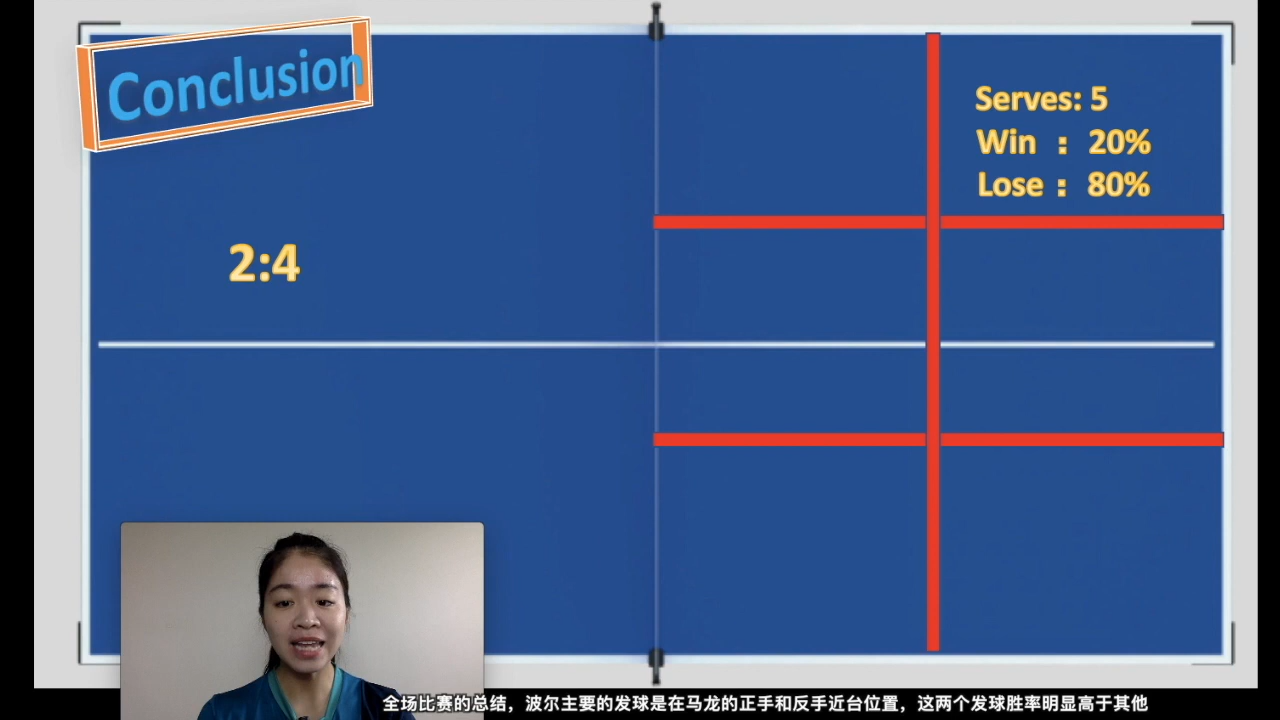 Conclusion
Serves: 5
Win : 20%
Lose : 80%
2:4
全场比赛的总结，波尔主要的发球是在马龙的正手和反手近台位置，这两个发球胜率明显高于其他